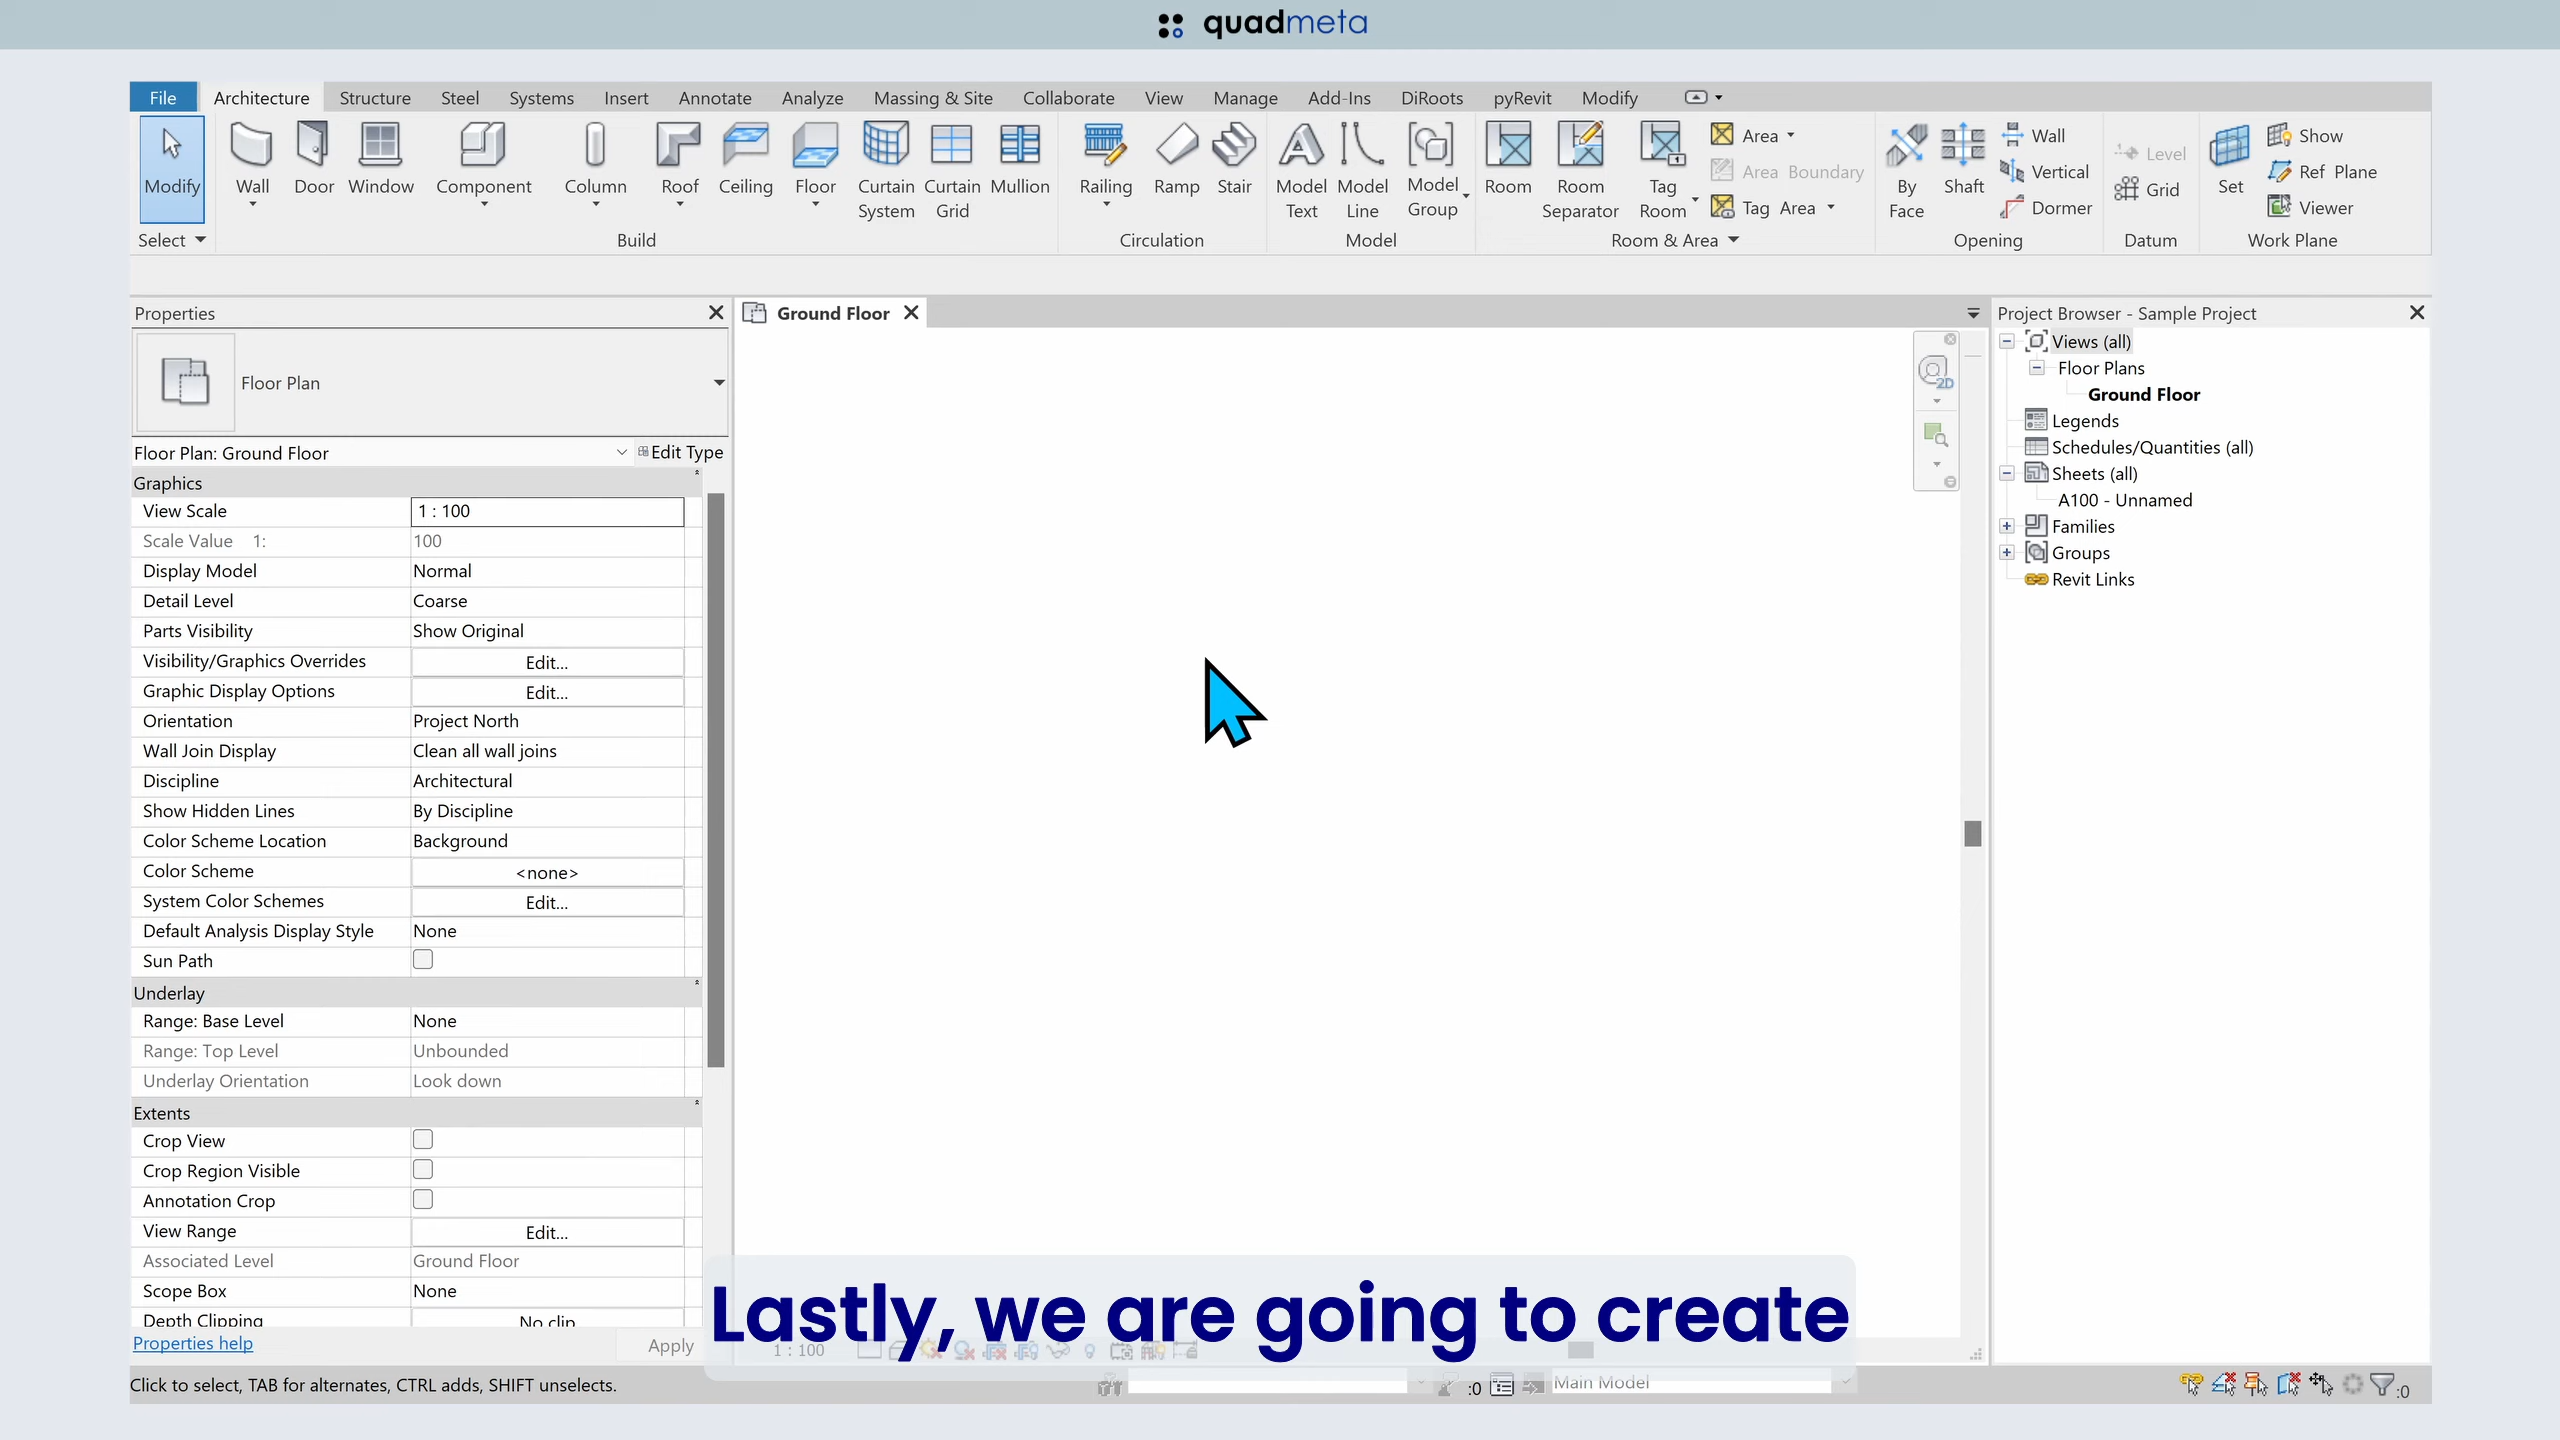 quadmeta
File Architecture Structure Steel Systems Insert Annotate Analyze Massing & Site Collaborate View Manage Add-Ins DiRoots pyRevit Modify
Modify Wall Door Window Component Column Roof Ceiling Floor Curtain System Curtain Grid Mullion Railing Ramp Stair Model Text Model Line Model Group Room Room Separator Tag Room
Area
Area Boundary
Tag Area
By Face Shaft
Wall
Vertical
Dormer
Level
Grid
Set
Show
Ref Plane
Viewer
Select Build Circulation Model Room & Area Opening Datum Work Plane
Properties
Floor Plan
Floor Plan: Ground Floor Edit Type
Graphics
View Scale 1 : 100
Scale Value 1: 100
Display Model Normal
Detail Level Coarse
Parts Visibility Show Original
Visibility/Graphics Overrides Edit...
Graphic Display Options Edit...
Orientation Project North
Wall Join Display Clean all wall joins
Discipline Architectural
Show Hidden Lines By Discipline
Color Scheme Location Background
Color Scheme <none>
System Color Schemes Edit...
Default Analysis Display Style None
Sun Path
Underlay
Range: Base Level None
Range: Top Level Unbounded
Underlay Orientation Look down
Extents
Crop View
Crop Region Visible
Annotation Crop
View Range Edit...
Associated Level Ground Floor
Scope Box None
Depth Clipping No clip
Properties help Apply
Ground Floor
2D
Project Browser - Sample Project
Views (all)
Floor Plans
Ground Floor
Legends
Schedules/Quantities (all)
Sheets (all)
A100 - Unnamed
Families
Groups
Revit Links
Lastly, we are going to create
1 : 100
Click to select, TAB for alternates, CTRL adds, SHIFT unselects. :0 Main Model :0